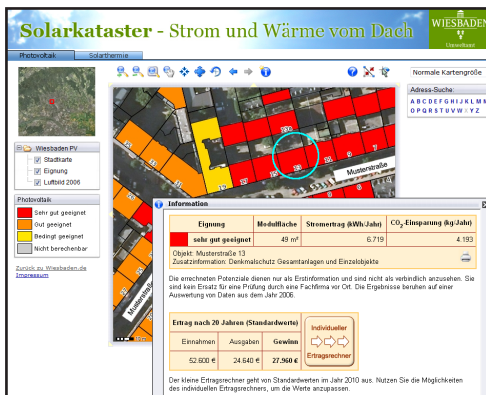 Solarkataster - Strom und Wärme vom Dach
WIESBADEN
Umweltamt
Photovoltaik
Solarthermie
Normale Kartengröße
Adress-Suche:
A B C D E F G H I J K L M N
O P Q R S T U V W X Y Z
Wiesbaden PV
Stadtkarte
Eignung
Luftbild 2006
Photovoltaik
Sehr gut geeignet
Gut geeignet
Bedingt geeignet
Nicht berechenbar
Zurück zu Wiesbaden.de
Impressum
Musterstraße
Musterstraße
Information
Eignung Modulfläche Stromertrag (kWh/Jahr) CO2-Einsparung (kg/Jahr)
sehr gut geeignet 49 m² 6.719 4.193
Objekt: Musterstraße 13
Zusatzinformation: Denkmalschutz Gesamtanlagen und Einzelobjekte
Die errechneten Potenziale dienen nur als Erstinformation und sind nicht als verbindlich anzusehen. Sie
sind kein Ersatz für eine Prüfung durch eine Fachfirma vor Ort. Die Ergebnisse beruhen auf einer
Auswertung von Daten aus dem Jahr 2006.
Ertrag nach 20 Jahren (Standardwerte)
Einnahmen Ausgaben Gewinn
52.600 € 24.640 € 27.960 €
Individueller
Ertragsrechner
Der kleine Ertragsrechner geht von Standardwerten im Jahr 2010 aus. Nutzen Sie die Möglichkeiten
des individuellen Ertragsrechners, um die Werte anzupassen.